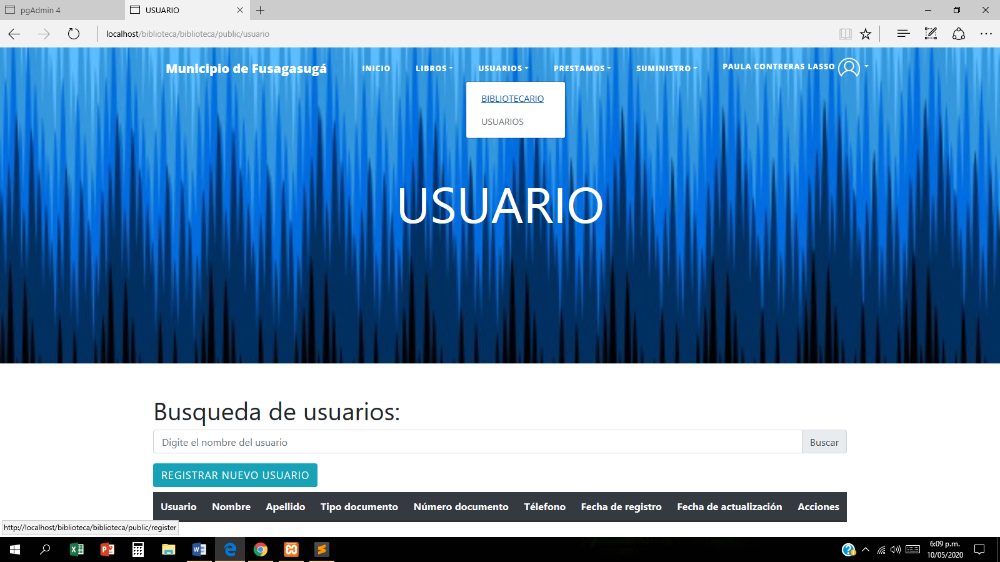 pgAdmin 4
USUARIO
localhost/biblioteca/biblioteca/public/usuario
Municipio de Fusagasugá
INICIO
LIBROS
USUARIOS
PRESTAMOS
SUMINISTRO
PAULA CONTRERAS LASSO
BIBLIOTECARIO
USUARIOS
USUARIO
Busqueda de usuarios:
Digite el nombre del usuario
Buscar
REGISTRAR NUEVO USUARIO
Usuario Nombre Apellido Tipo documento Número documento Télefono Fecha de registro Fecha de actualización Acciones
http://localhost/biblioteca/biblioteca/public/register
6:09 p.m.
10/05/2020